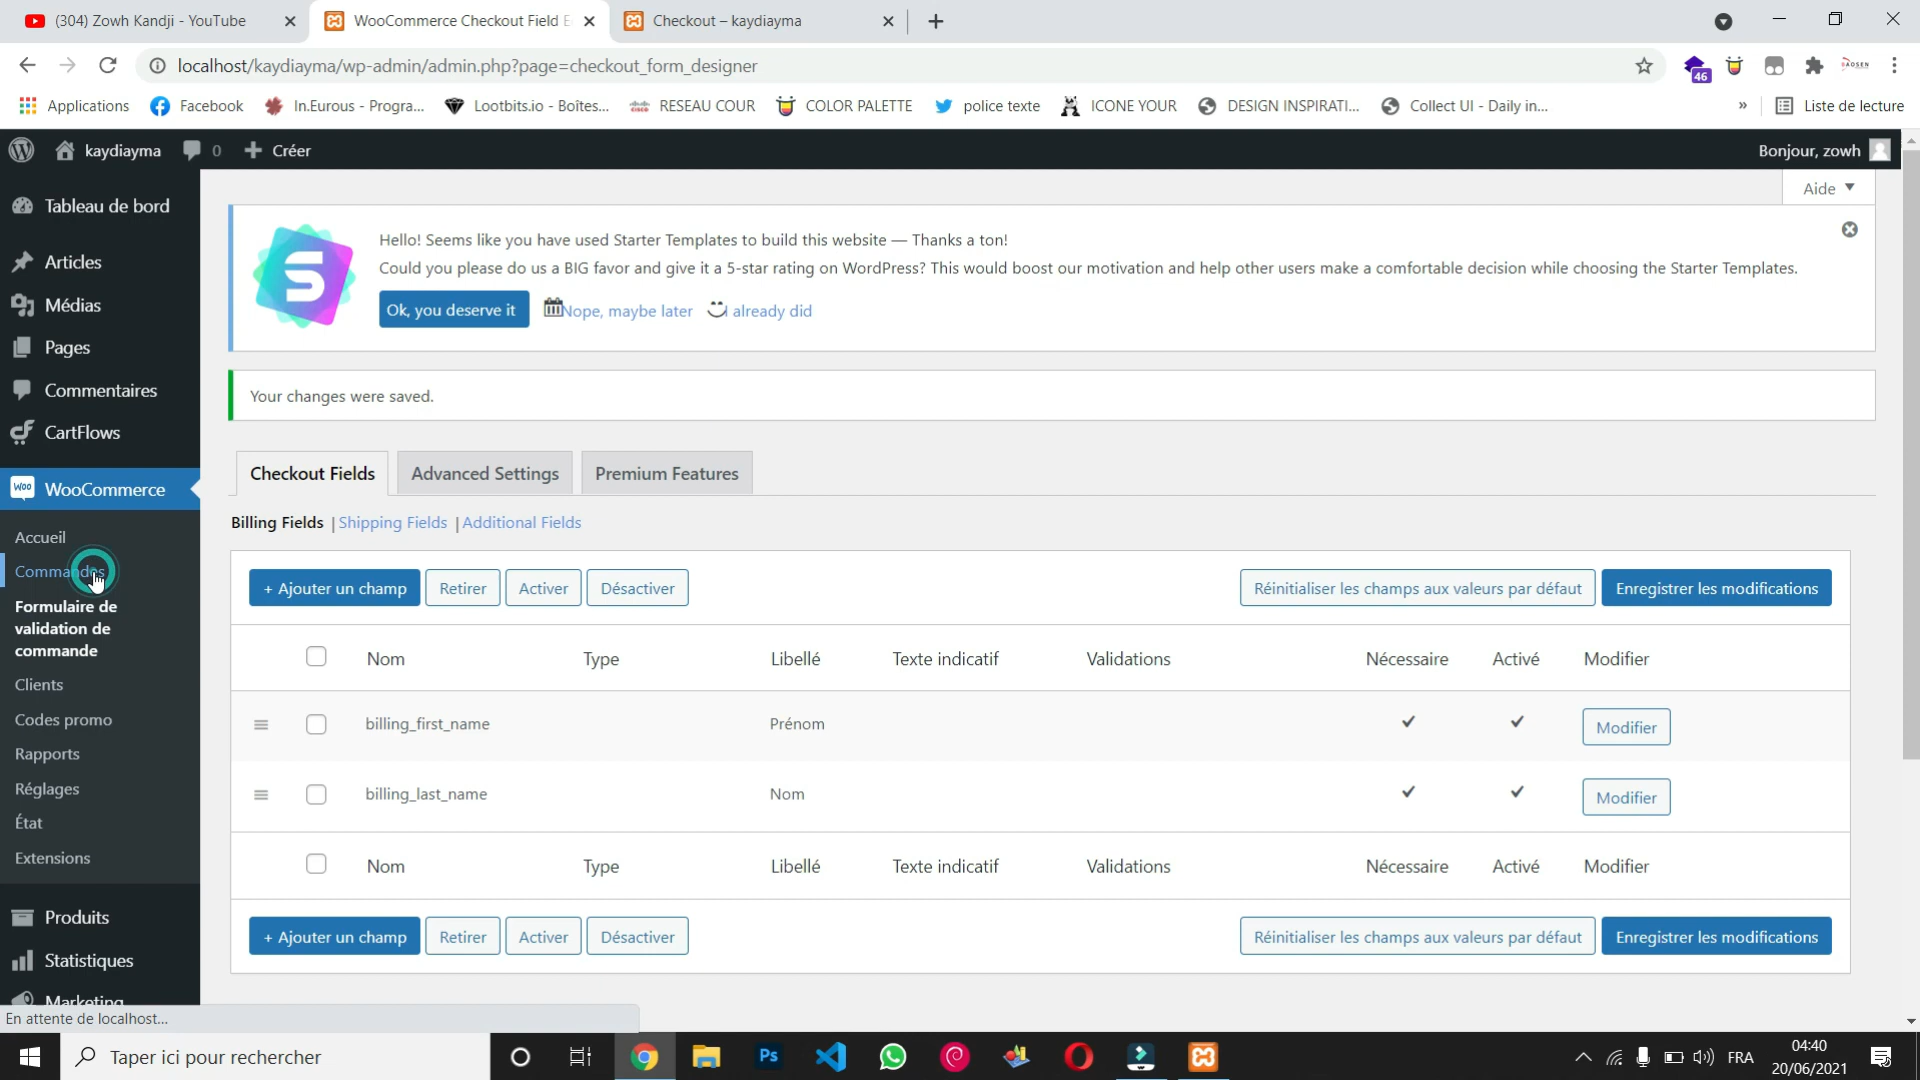 (304) Zowh Kandji - YouTube
WooCommerce Checkout Field E
Checkout – kaydiayma
localhost/kaydiayma/wp-admin/admin.php?page=checkout_form_designer
46
Applications
Facebook
In.Eurous - Progra...
Lootbits.io - Boîtes...
RESEAU COUR
COLOR PALETTE
police texte
ICONE YOUR
DESIGN INSPIRATI...
Collect UI - Daily in...
»
Liste de lecture
kaydiayma
0
Créer
Bonjour, zowh
Aide
Tableau de bord
Articles
Médias
Pages
Commentaires
CartFlows
WooCommerce
Accueil
Commandes
Formulaire de
validation de
commande
Clients
Codes promo
Rapports
Réglages
État
Extensions
Produits
Statistiques
Marketing
Hello! Seems like you have used Starter Templates to build this website — Thanks a ton!
Could you please do us a BIG favor and give it a 5-star rating on WordPress? This would boost our motivation and help other users make a comfortable decision while choosing the Starter Templates.
Ok, you deserve it
Nope, maybe later
I already did
Your changes were saved.
Checkout Fields
Advanced Settings
Premium Features
Billing Fields | Shipping Fields | Additional Fields
+ Ajouter un champ
Retirer
Activer
Désactiver
Réinitialiser les champs aux valeurs par défaut
Enregistrer les modifications
Nom Type Libellé Texte indicatif Validations Nécessaire Activé Modifier
billing_first_name Prénom Modifier
billing_last_name Nom Modifier
Nom Type Libellé Texte indicatif Validations Nécessaire Activé Modifier
+ Ajouter un champ
Retirer
Activer
Désactiver
Réinitialiser les champs aux valeurs par défaut
Enregistrer les modifications
En attente de localhost...
Taper ici pour rechercher
Ps
FRA
04:40
20/06/2021